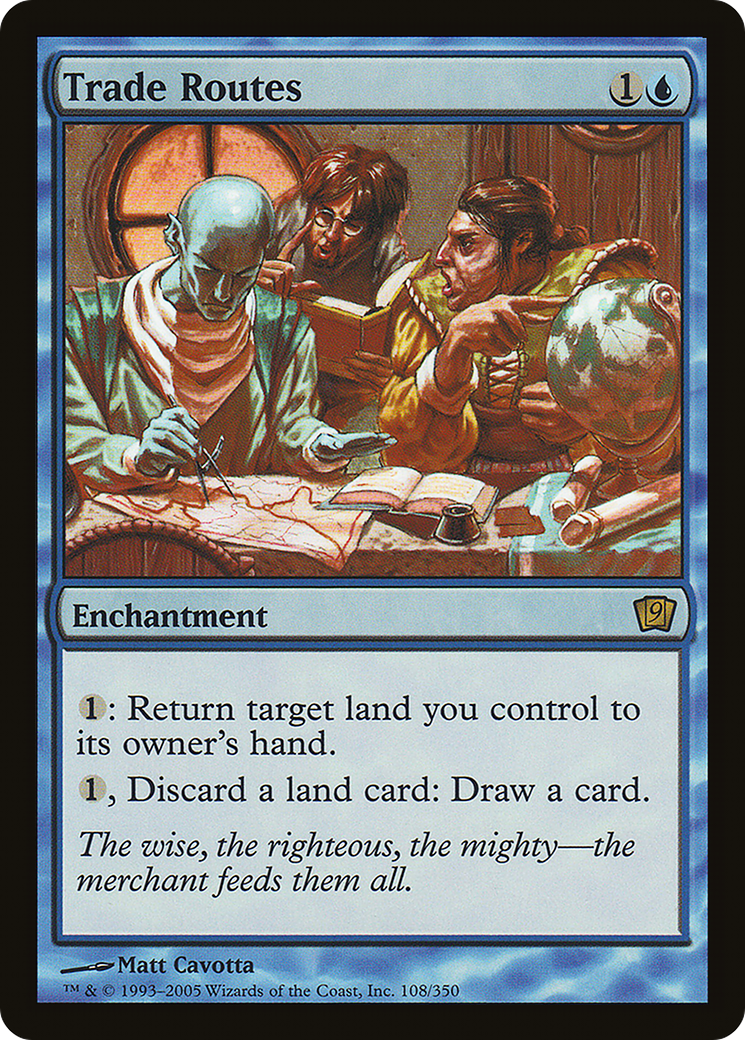 Trade Routes
1
Enchantment
9
1: Return target land you control to
its owner's hand.
1, Discard a land card: Draw a card.
The wise, the righteous, the mighty—the
merchant feeds them all.
Matt Cavotta
™ & © 1993–2005 Wizards of the Coast, Inc. 108/350